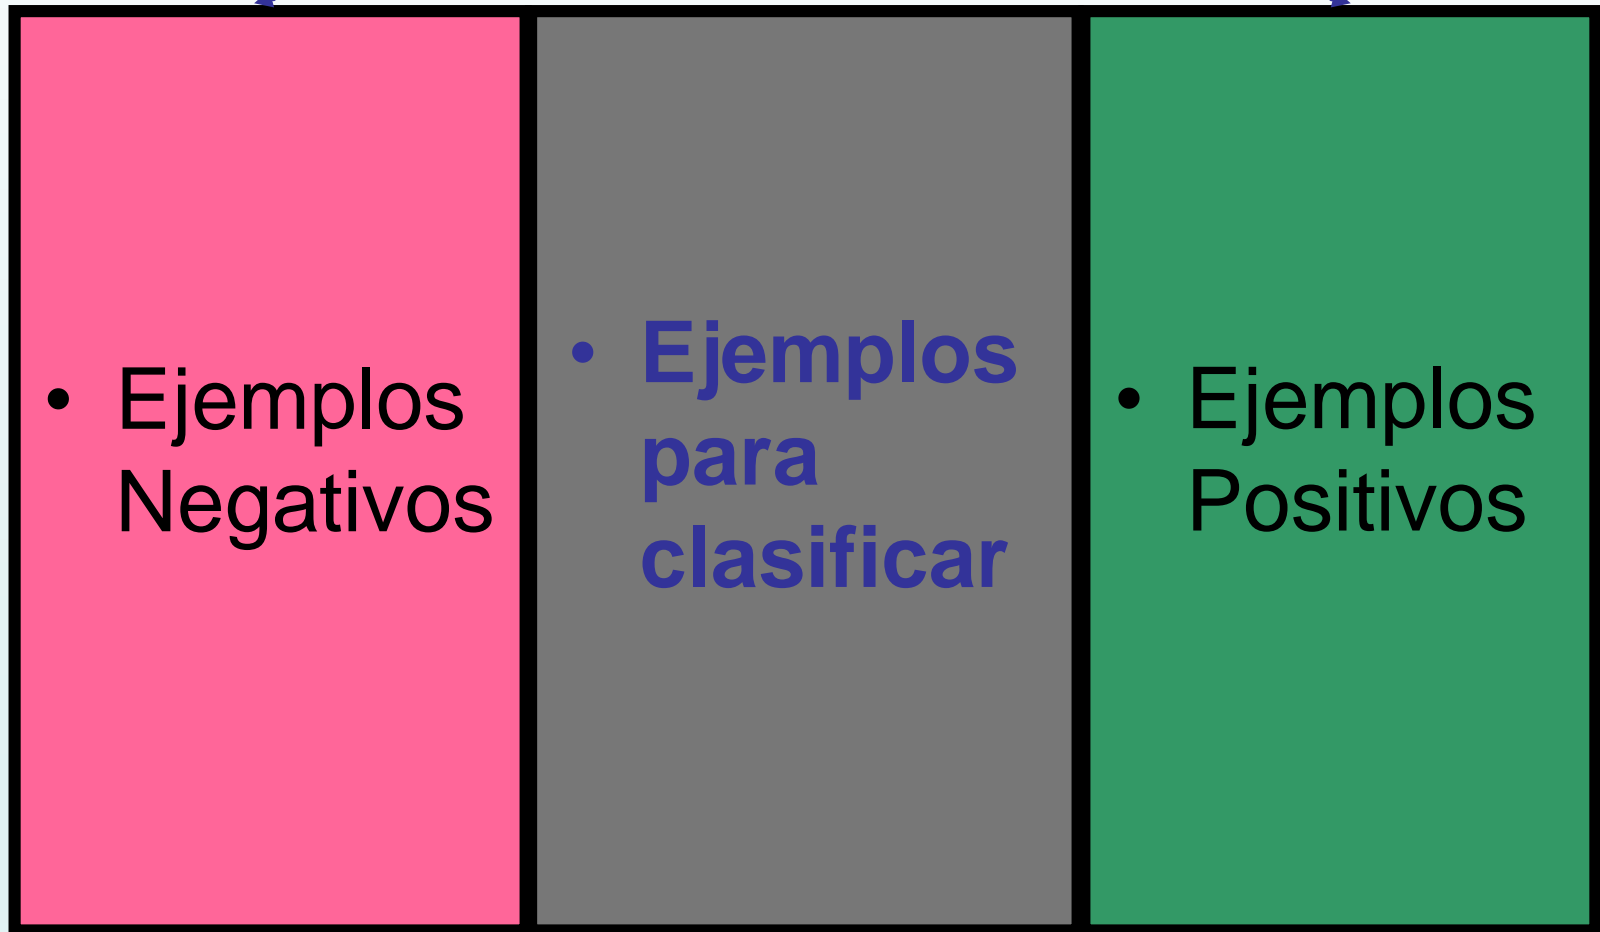 • Ejemplos
Negativos
• Ejemplos
para
clasificar
• Ejemplos
Positivos